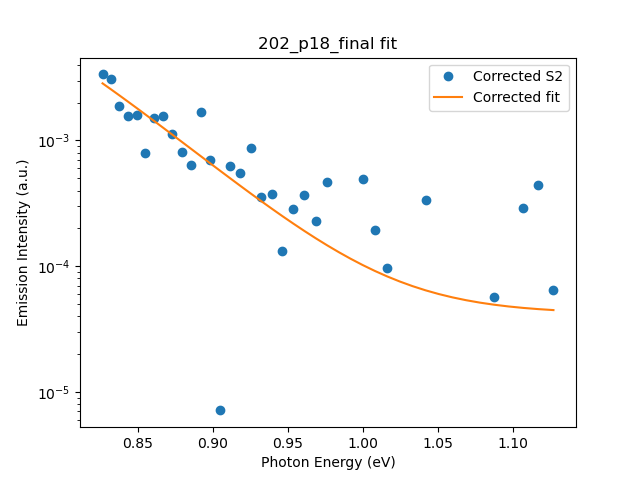 202_p18_final fit
Corrected S2
Corrected fit
Emission Intensity (a.u.)
10⁻³
10⁻⁴
10⁻⁵
0.85 0.90 0.95 1.00 1.05 1.10
Photon Energy (eV)